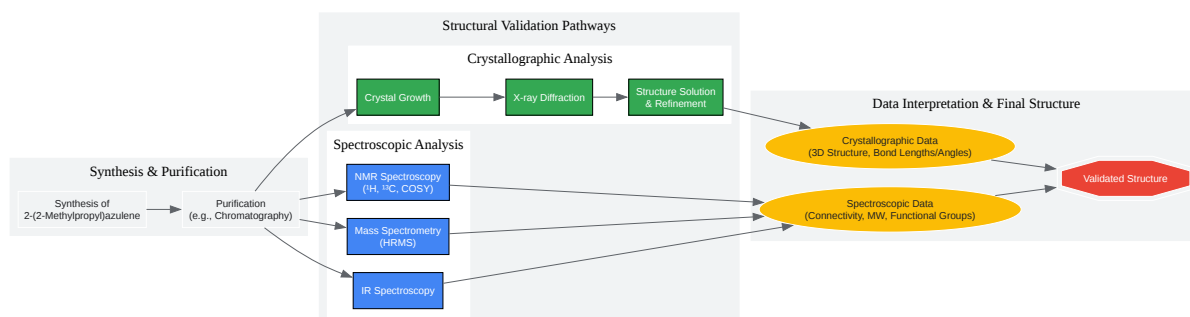 Structural Validation Pathways
Crystallographic Analysis
Crystal Growth
X-ray Diffraction
Structure Solution
& Refinement
Spectroscopic Analysis
NMR Spectroscopy
(¹H, ¹³C, COSY)
Mass Spectrometry
(HRMS)
IR Spectroscopy
Synthesis & Purification
Synthesis of
2-(2-Methylpropyl)azulene
Purification
(e.g., Chromatography)
Data Interpretation & Final Structure
Crystallographic Data
(3D Structure, Bond Lengths/Angles)
Spectroscopic Data
(Connectivity, MW, Functional Groups)
Validated Structure